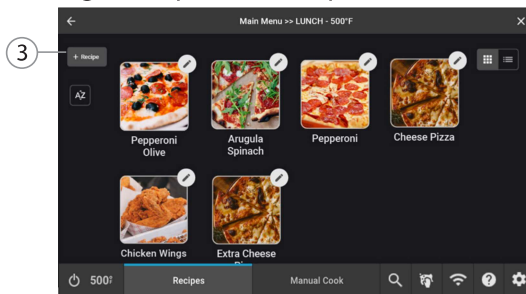 Main Menu >> LUNCH - 500°F
3
+ Recipe
AZ
Pepperoni
Olive
Arugula
Spinach
Pepperoni
Cheese Pizza
Chicken Wings
Extra Cheese
500°F
Recipes
Manual Cook